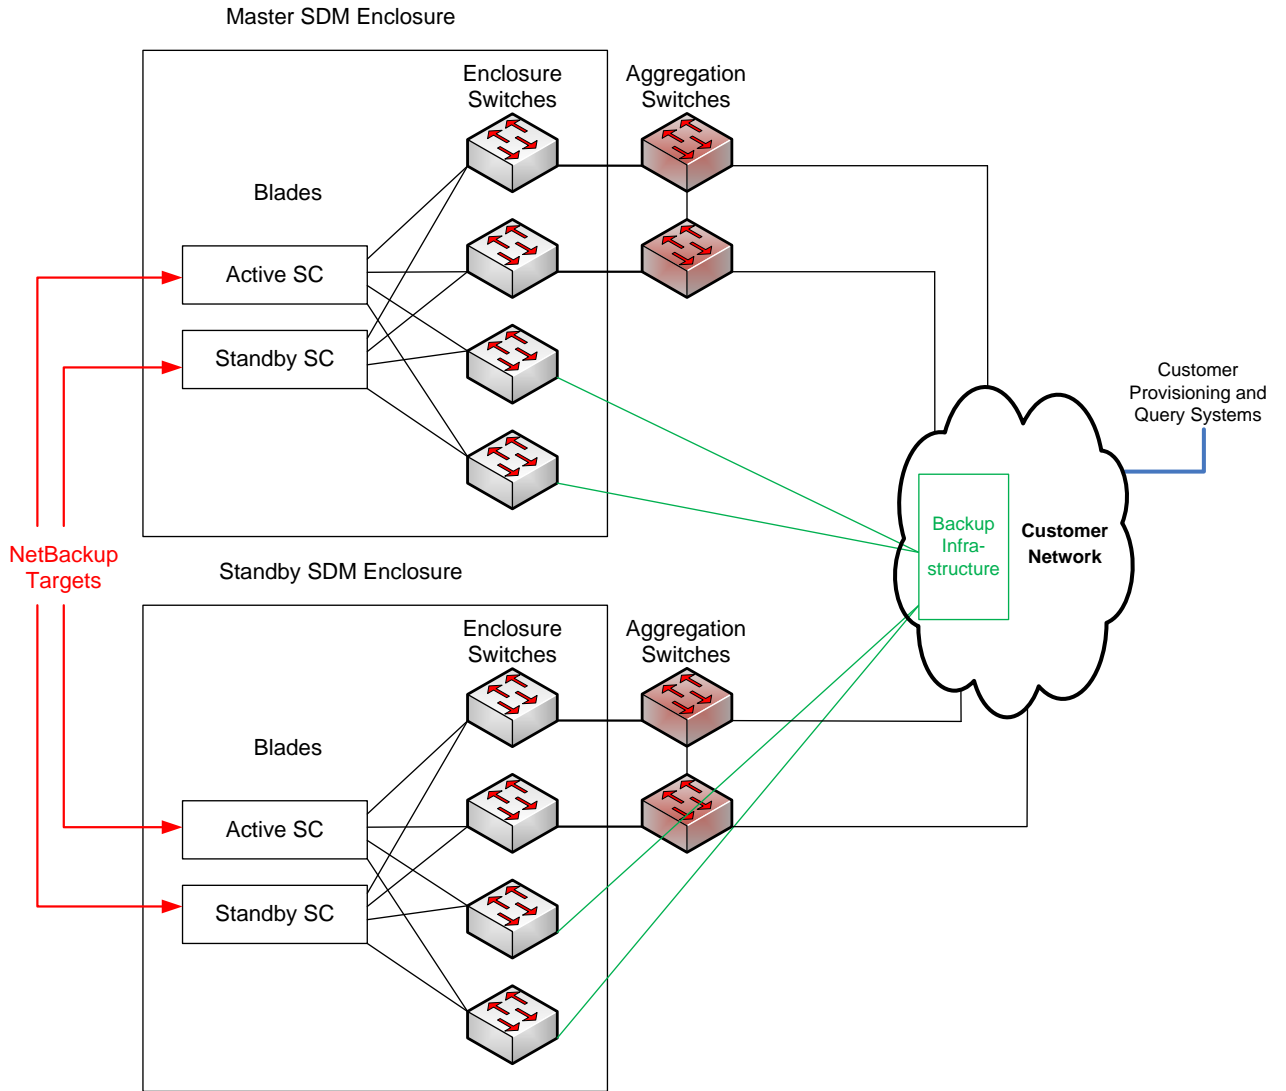 Master SDM Enclosure
Enclosure
Switches
Aggregation
Switches
Blades
Active SC
Standby SC
Customer
Provisioning and
Query Systems
Backup
Infra-
structure
Customer
Network
NetBackup
Targets
Standby SDM Enclosure
Enclosure
Switches
Aggregation
Switches
Blades
Active SC
Standby SC